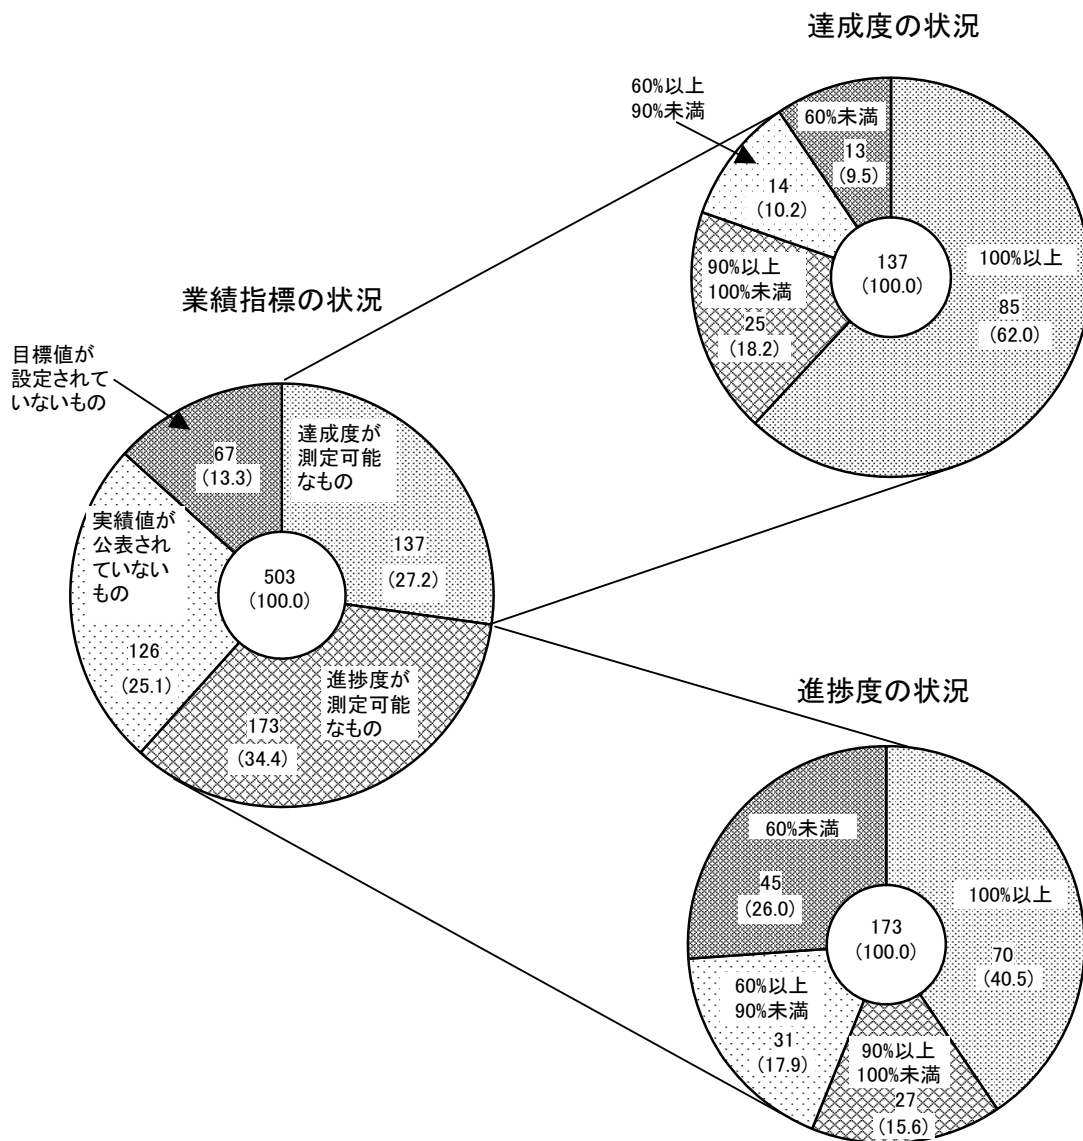 達成度の状況
60%以上
90%未満
60%未満
13
(9.5)
14
(10.2)
90%以上
100%未満
25
(18.2)
137
(100.0)
100%以上
85
(62.0)
業績指標の状況
目標値が
設定されて
いないもの
67
(13.3)
達成度が
測定可能
なもの
137
(27.2)
実績値が
公表され
ていない
もの
126
(25.1)
503
(100.0)
進捗度が
測定可能
なもの
173
(34.4)
進捗度の状況
60%未満
45
(26.0)
173
(100.0)
100%以上
70
(40.5)
60%以上
90%未満
31
(17.9)
90%以上
100%未満
27
(15.6)